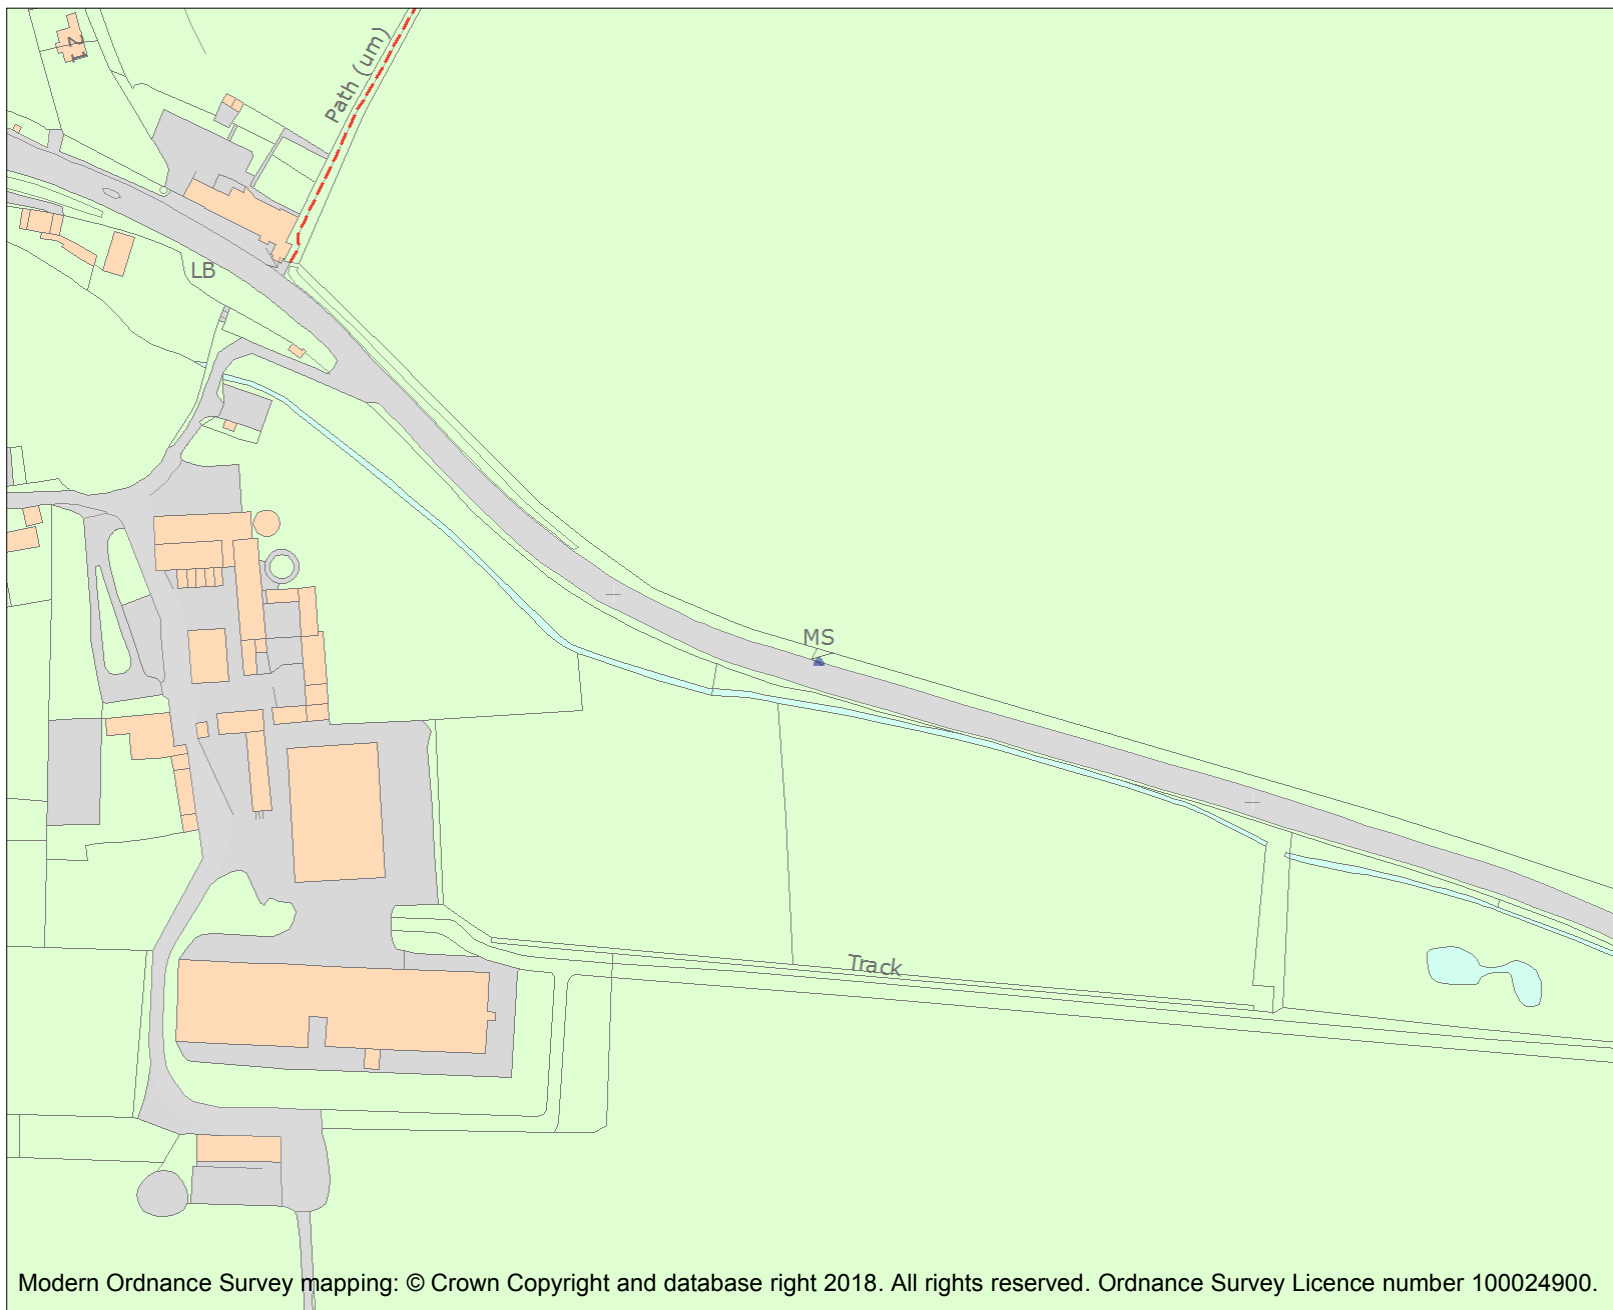 21
Path (um)
LB
MS
Track
Modern Ordnance Survey mapping: © Crown Copyright and database right 2018. All rights reserved. Ordnance Survey Licence number 100024900.